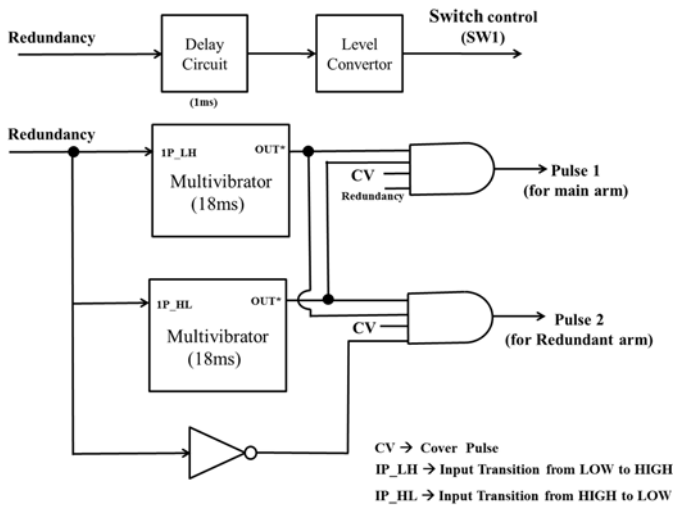 Redundancy
Delay
Circuit
(1ms)
Level
Convertor
Switch control
(SW1)
Redundancy
1P_LH
OUT*
Multivibrator
(18ms)
CV
Redundancy
Pulse 1
(for main arm)
1P_HL
OUT*
Multivibrator
(18ms)
CV
Pulse 2
(for Redundant arm)
CV → Cover Pulse
IP_LH → Input Transition from LOW to HIGH
IP_HL → Input Transition from HIGH to LOW